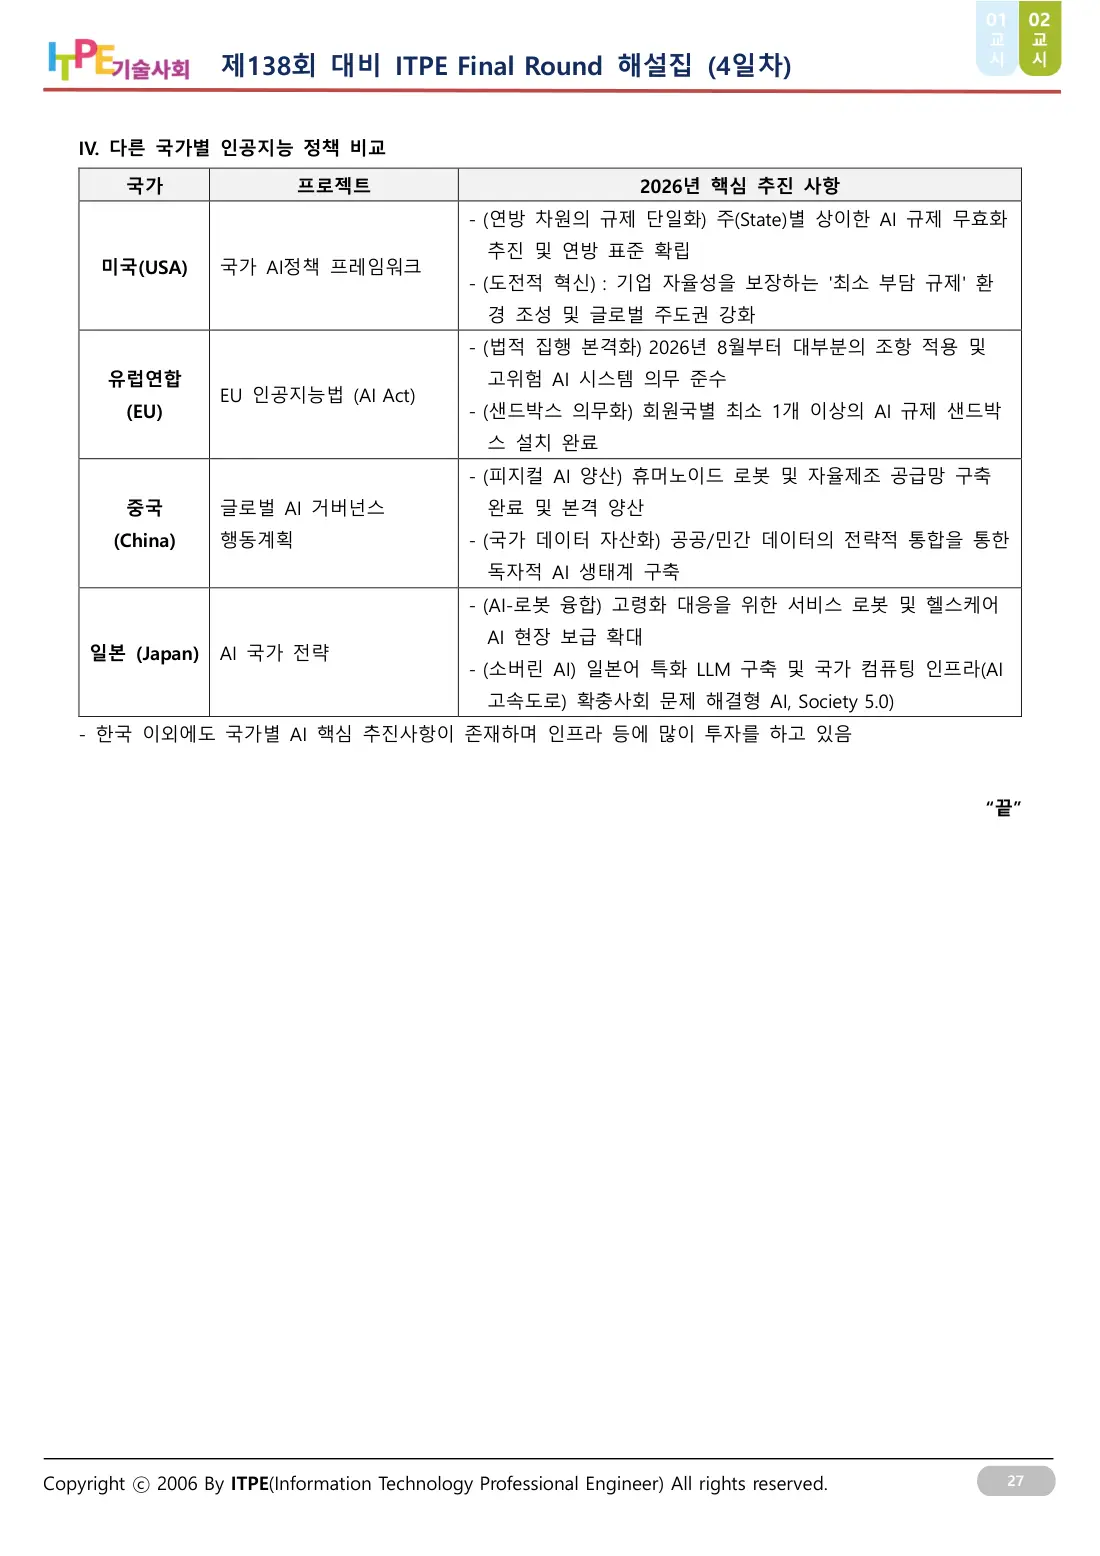 01
교
시
02
교
시
ITPE기술사회 제138회 대비 ITPE Final Round 해설집 (4일차)
IV. 다른 국가별 인공지능 정책 비교
국가 프로젝트 2026년 핵심 추진 사항
미국(USA) 국가 AI정책 프레임워크
- (연방 차원의 규제 단일화) 주(State)별 상이한 AI 규제 무효화
추진 및 연방 표준 확립
- (도전적 혁신) : 기업 자율성을 보장하는 '최소 부담 규제' 환
경 조성 및 글로벌 주도권 강화
유럽연합
(EU)
EU 인공지능법 (AI Act)
- (법적 집행 본격화) 2026년 8월부터 대부분의 조항 적용 및
고위험 AI 시스템 의무 준수
- (샌드박스 의무화) 회원국별 최소 1개 이상의 AI 규제 샌드박
스 설치 완료
중국
(China)
글로벌 AI 거버넌스
행동계획
- (피지컬 AI 양산) 휴머노이드 로봇 및 자율제조 공급망 구축
완료 및 본격 양산
- (국가 데이터 자산화) 공공/민간 데이터의 전략적 통합을 통한
독자적 AI 생태계 구축
일본 (Japan) AI 국가 전략
- (AI-로봇 융합) 고령화 대응을 위한 서비스 로봇 및 헬스케어
AI 현장 보급 확대
- (소버린 AI) 일본어 특화 LLM 구축 및 국가 컴퓨팅 인프라(AI
고속도로) 확충사회 문제 해결형 AI, Society 5.0)
- 한국 이외에도 국가별 AI 핵심 추진사항이 존재하며 인프라 등에 많이 투자를 하고 있음
“끝”
Copyright ⓒ 2006 By ITPE(Information Technology Professional Engineer) All rights reserved.
27